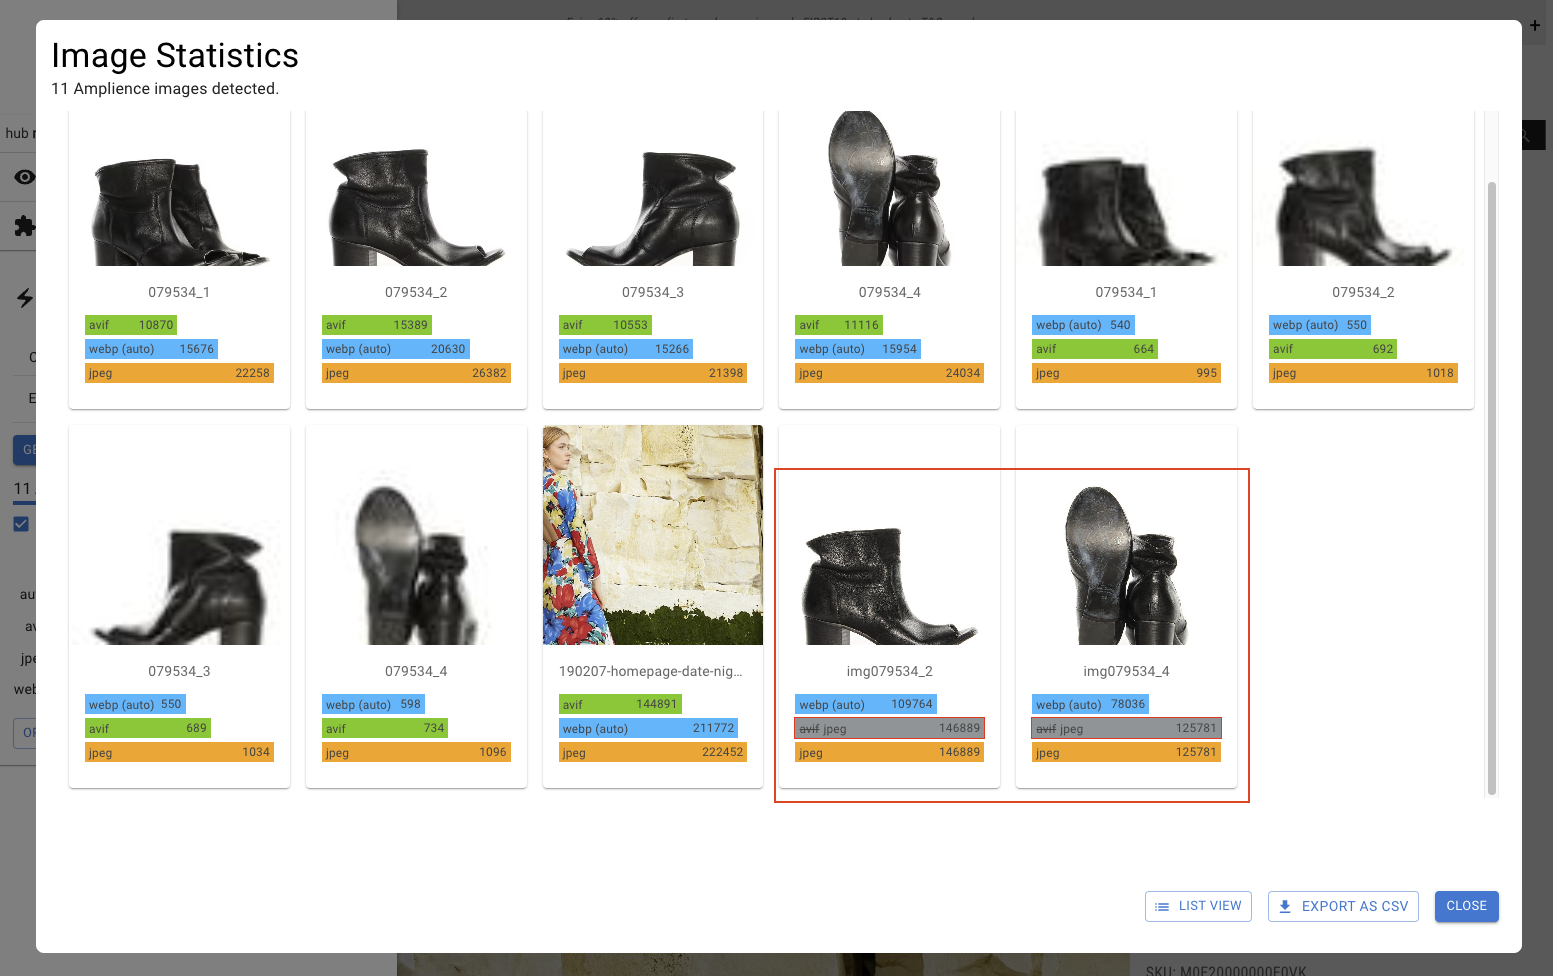 Image Statistics
11 Amplience images detected.
hub
079534_1
avif 10870
webp (auto) 15676
jpeg 22258
079534_2
avif 15389
webp (auto) 20630
jpeg 26382
079534_3
avif 10553
webp (auto) 15266
jpeg 21398
079534_4
avif 11116
webp (auto) 15954
jpeg 24034
079534_1
webp (auto) 540
avif 664
jpeg 995
079534_2
webp (auto) 550
avif 692
jpeg 1018
079534_3
webp (auto) 550
avif 689
jpeg 1034
079534_4
webp (auto) 598
avif 734
jpeg 1096
190207-homepage-date-nig...
avif 144891
webp (auto) 211772
jpeg 222452
img079534_2
webp (auto) 109764
avif jpeg 146889
jpeg 146889
img079534_4
webp (auto) 78036
avif jpeg 125781
jpeg 125781
11
LIST VIEW
EXPORT AS CSV
CLOSE